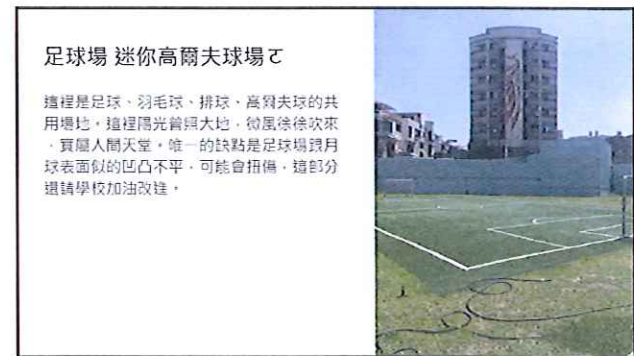 足球場 迷你高爾夫球場ㄛ
這裡是足球、羽毛球、排球、高爾夫球的共
用場地。這裡陽光普照大地,微風徐徐吹來
,實屬人間天堂。唯一的缺點是足球場跟月
球表面似的凹凸不平,可能會扭傷,這部分
還請學校加油改進。